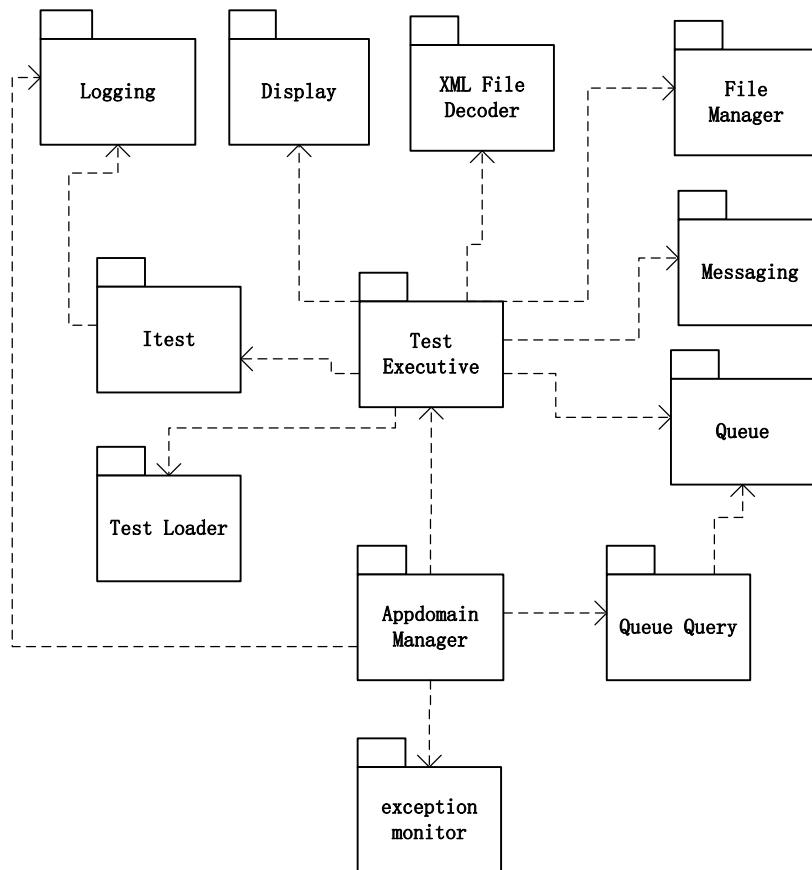 Logging
Display
XML File
Decoder
File
Manager
Messaging
Itest
Test
Executive
Queue
Test Loader
Appdomain
Manager
Queue Query
exception
monitor